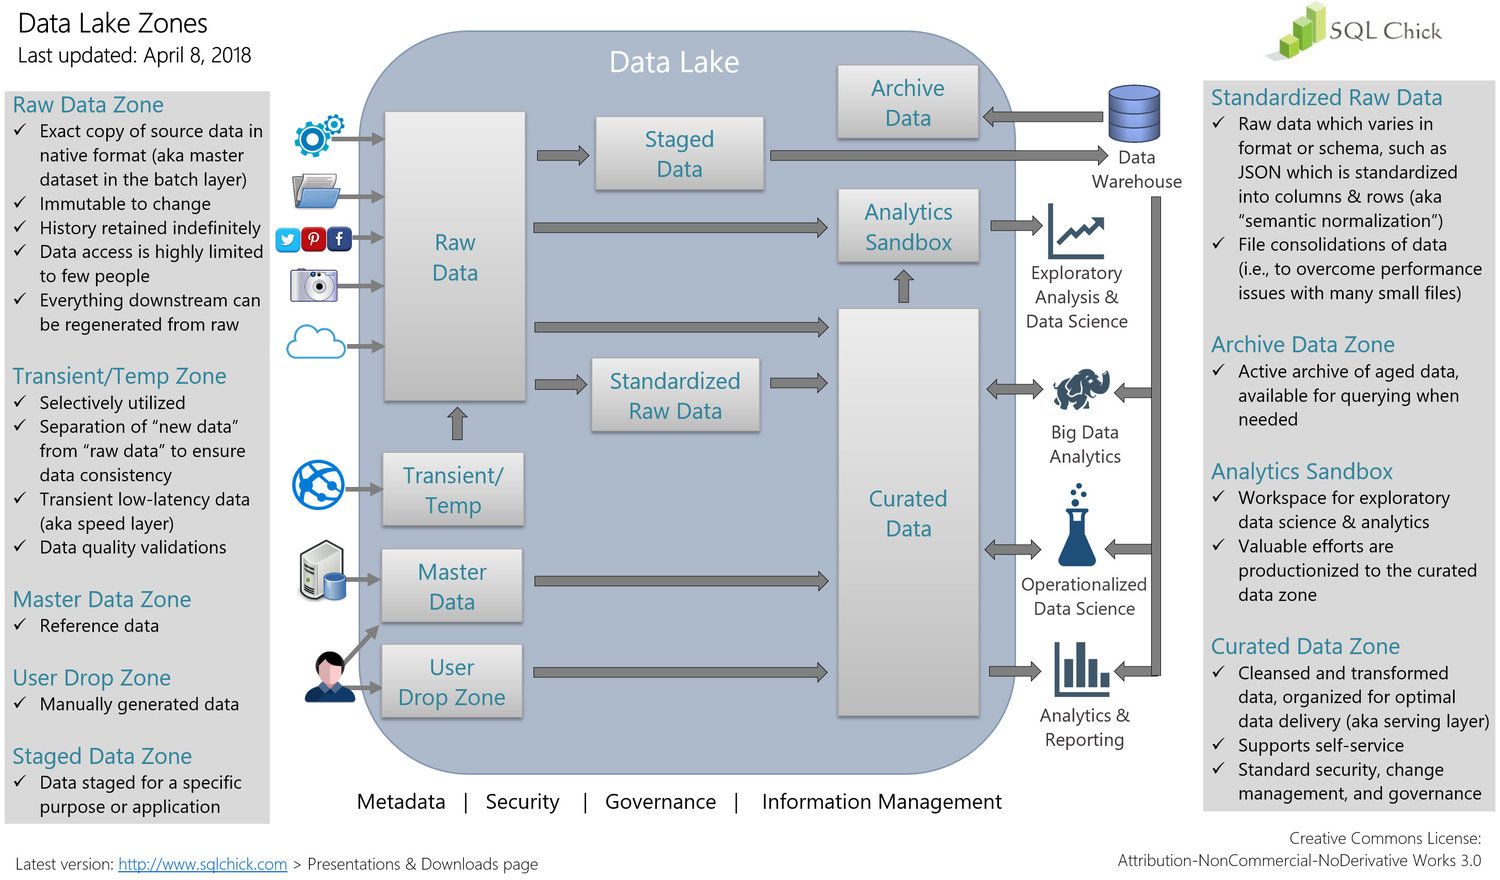 Data Lake Zones
Last updated: April 8, 2018
SQL Chick
Raw Data Zone
✓ Exact copy of source data in
native format (aka master
dataset in the batch layer)
✓ Immutable to change
✓ History retained indefinitely
✓ Data access is highly limited
to few people
✓ Everything downstream can
be regenerated from raw
Transient/Temp Zone
✓ Selectively utilized
✓ Separation of “new data”
from “raw data” to ensure
data consistency
✓ Transient low-latency data
(aka speed layer)
✓ Data quality validations
Master Data Zone
✓ Reference data
User Drop Zone
✓ Manually generated data
Staged Data Zone
✓ Data staged for a specific
purpose or application
Data Lake
Raw
Data
Transient/
Temp
Master
Data
User
Drop Zone
Staged
Data
Standardized
Raw Data
Archive
Data
Analytics
Sandbox
Curated
Data
Data
Warehouse
Exploratory
Analysis &
Data Science
Big Data
Analytics
Operationalized
Data Science
Analytics &
Reporting
Metadata | Security | Governance | Information Management
Standardized Raw Data
✓ Raw data which varies in
format or schema, such as
JSON which is standardized
into columns & rows (aka
“semantic normalization”)
✓ File consolidations of data
(i.e., to overcome performance
issues with many small files)
Archive Data Zone
✓ Active archive of aged data,
available for querying when
needed
Analytics Sandbox
✓ Workspace for exploratory
data science & analytics
✓ Valuable efforts are
productionized to the curated
data zone
Curated Data Zone
✓ Cleansed and transformed
data, organized for optimal
data delivery (aka serving layer)
✓ Supports self-service
✓ Standard security, change
management, and governance
Latest version: http://www.sqlchick.com > Presentations & Downloads page
Creative Commons License:
Attribution-NonCommercial-NoDerivative Works 3.0